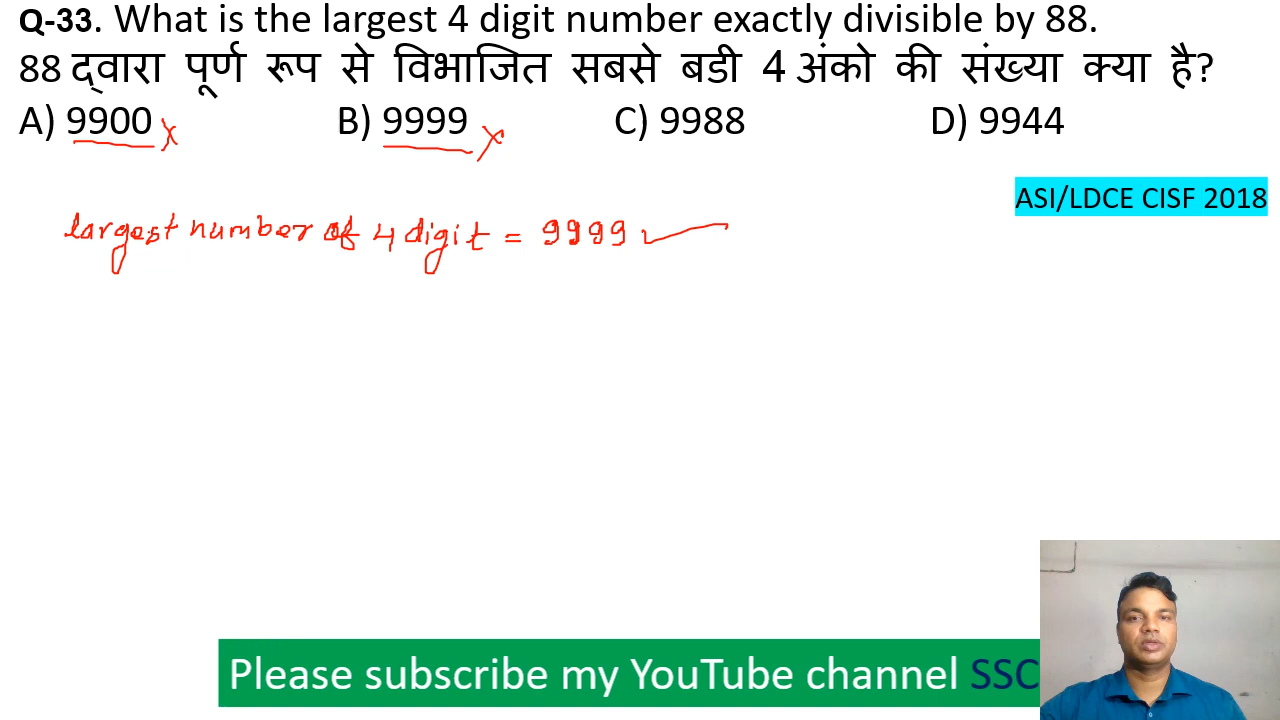 Q-33. What is the largest 4 digit number exactly divisible by 88.
88 द्वारा पूर्ण रूप से विभाजित सबसे बडी 4 अंको की संख्या क्या है?
A) 9900 B) 9999 C) 9988 D) 9944
ASI/LDCE CISF 2018
largest number of 4 digit = 9999
Please subscribe my YouTube channel SSC